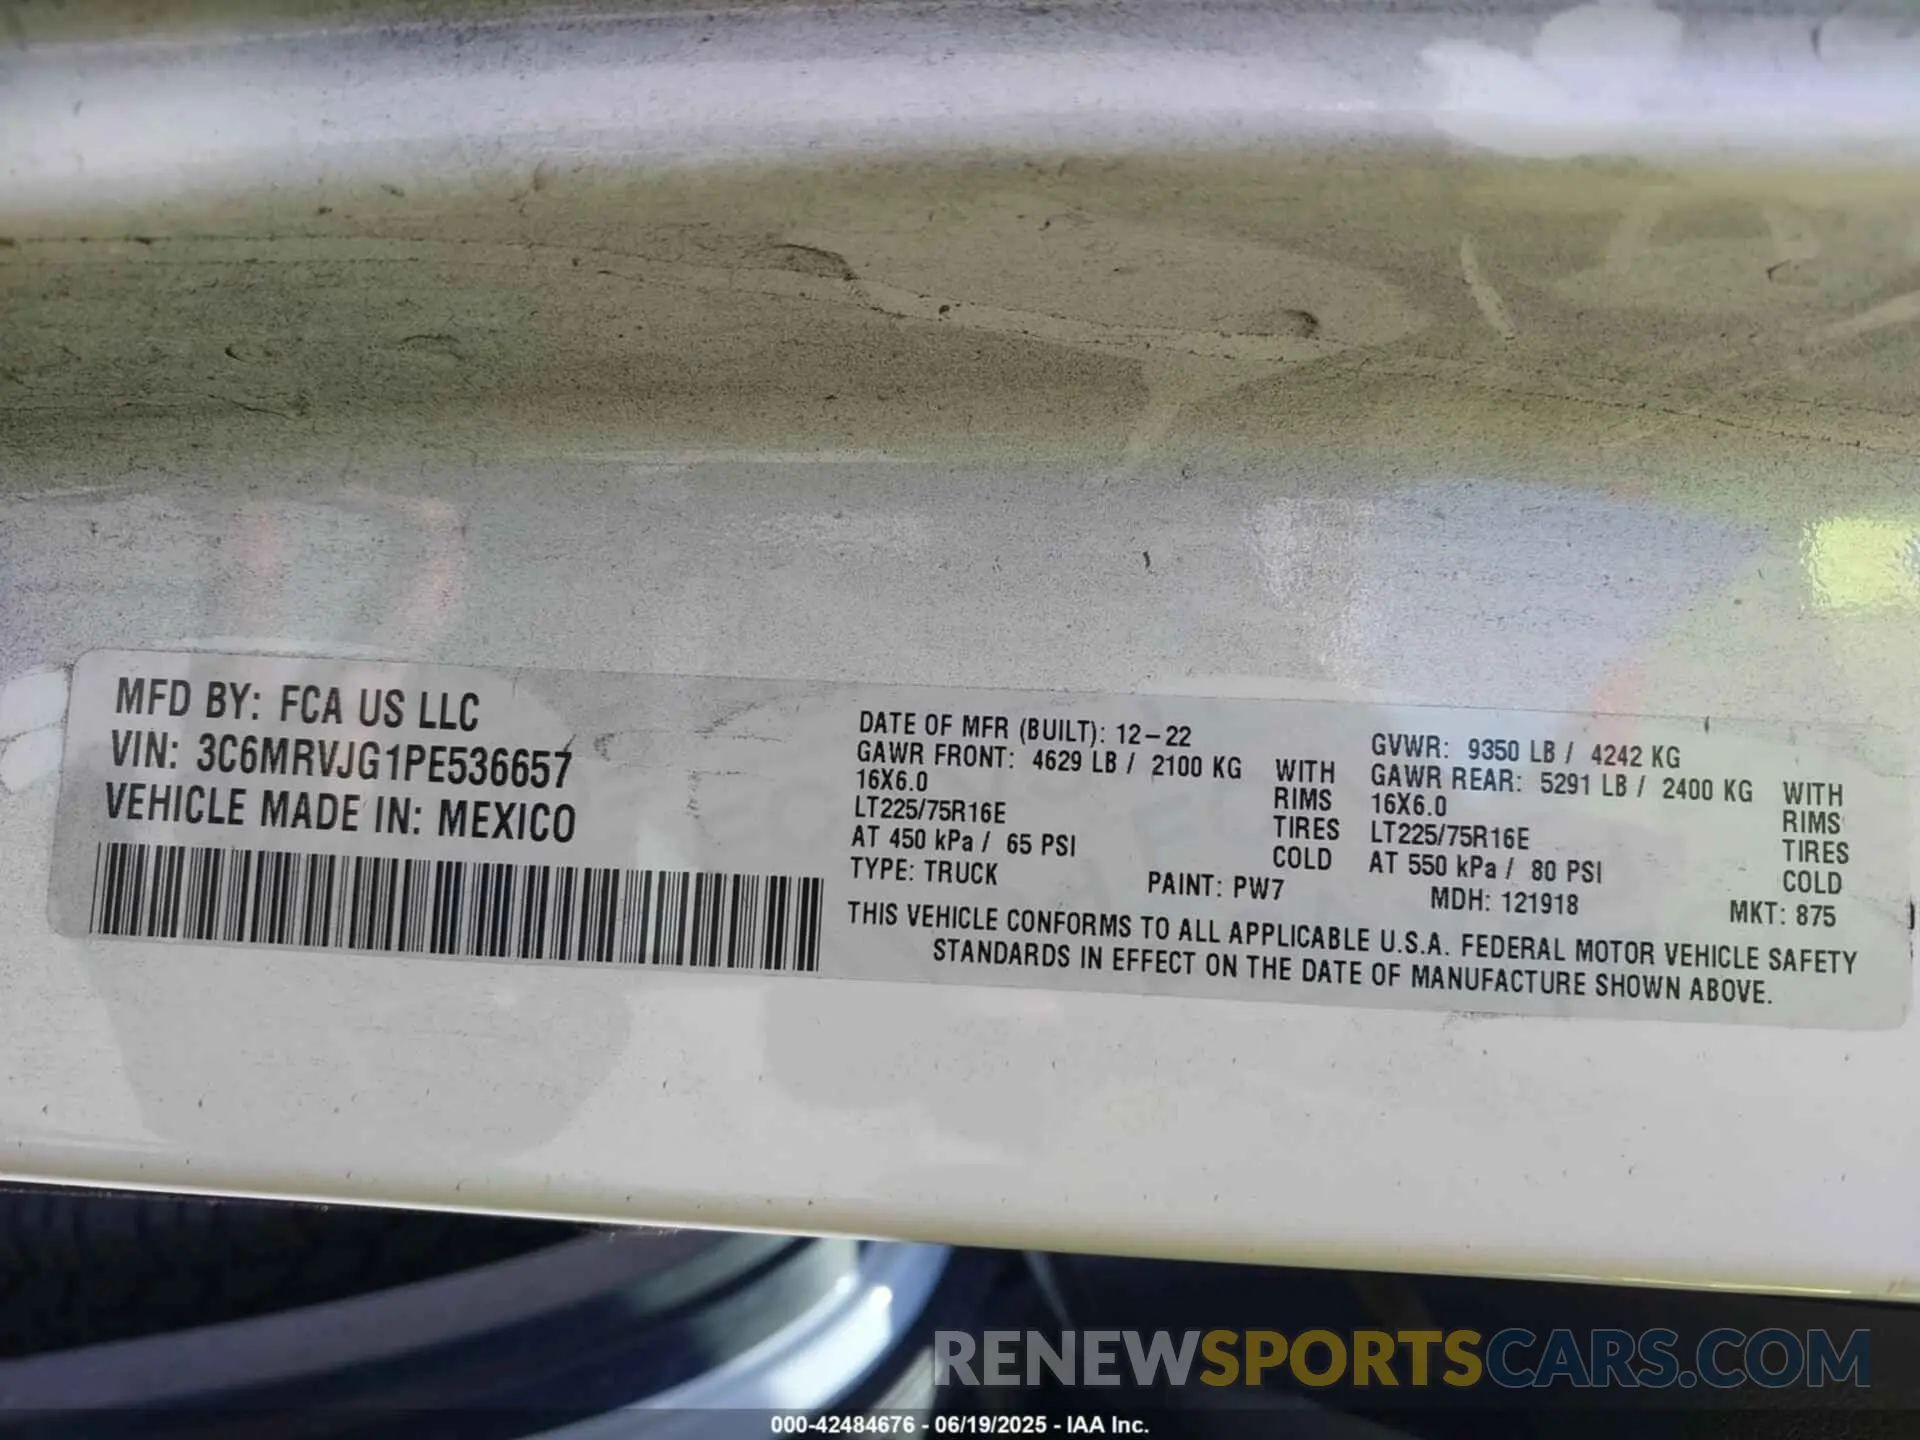 MFD BY: FCA US LLC
VIN: 3C6MRVJG1PE536657
VEHICLE MADE IN: MEXICO
DATE OF MFR (BUILT): 12-22
GAWR FRONT: 4629 LB / 2100 KG WITH
16X6.0 RIMS
LT225/75R16E TIRES
AT 450 kPa / 65 PSI COLD
GVWR: 9350 LB / 4242 KG
GAWR REAR: 5291 LB / 2400 KG WITH
16X6.0 RIMS
LT225/75R16E TIRES
AT 550 kPa / 80 PSI COLD
TYPE: TRUCK PAINT: PW7 MDH: 121918 MKT: 875
THIS VEHICLE CONFORMS TO ALL APPLICABLE U.S.A. FEDERAL MOTOR VEHICLE SAFETY
STANDARDS IN EFFECT ON THE DATE OF MANUFACTURE SHOWN ABOVE.
RENEWSPORTSCARS.COM
000-42484676 - 06/19/2025 - IAA Inc.